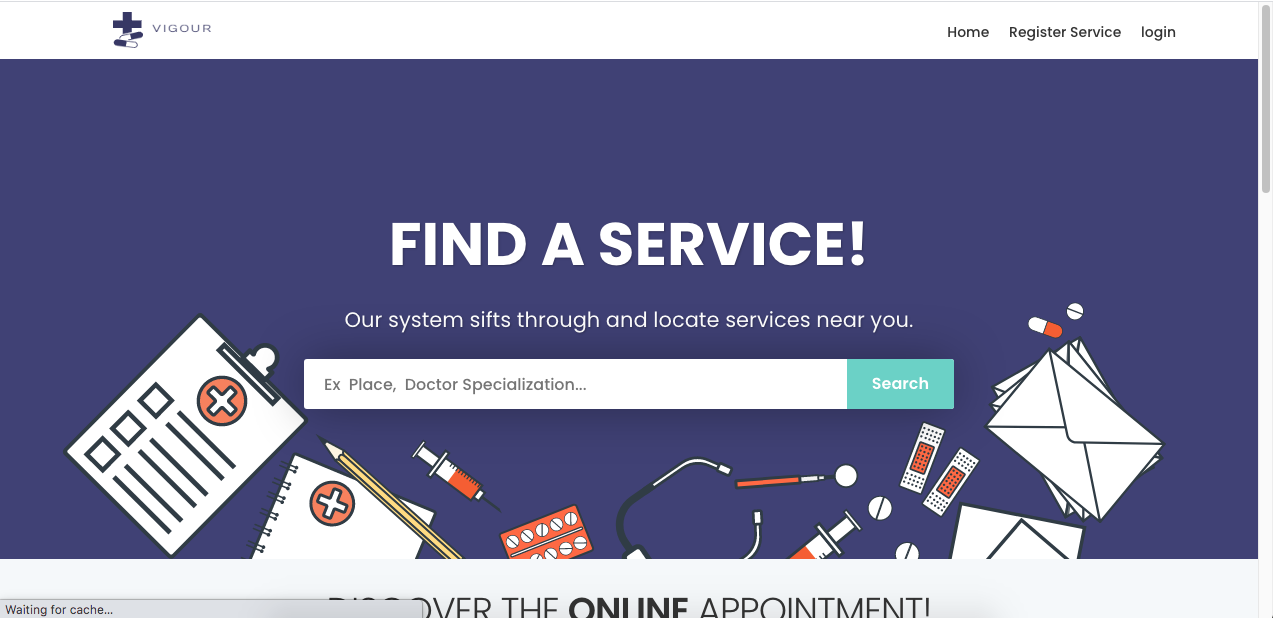 VIGOUR
Home Register Service login
FIND A SERVICE!
Our system sifts through and locate services near you.
Ex Place, Doctor Specialization...
Search
DISCOVER THE ONLINE APPOINTMENT!
Waiting for cache...